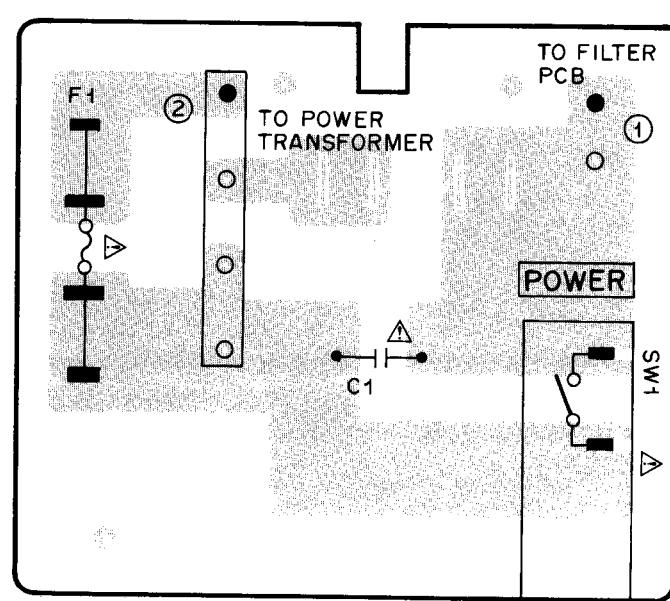 TO FILTER
PCB
F1
②
TO POWER
TRANSFORMER
①
POWER
C1
SW1